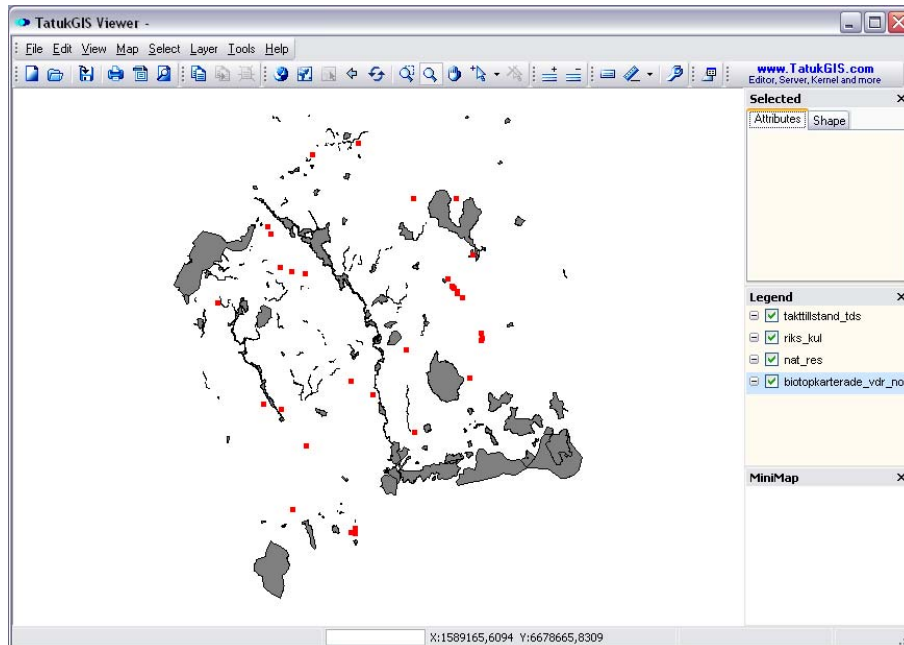 TatukGIS Viewer -
File Edit View Map Select Layer Tools Help
www.TatukGIS.com
Editor, Server, Kernel and more
Selected
Attributes Shape
Legend
takttillstand_tds
riks_kul
nat_res
biotopkarterade_vdr_no
MiniMap
X:1589165,6094 Y:6678665,8309